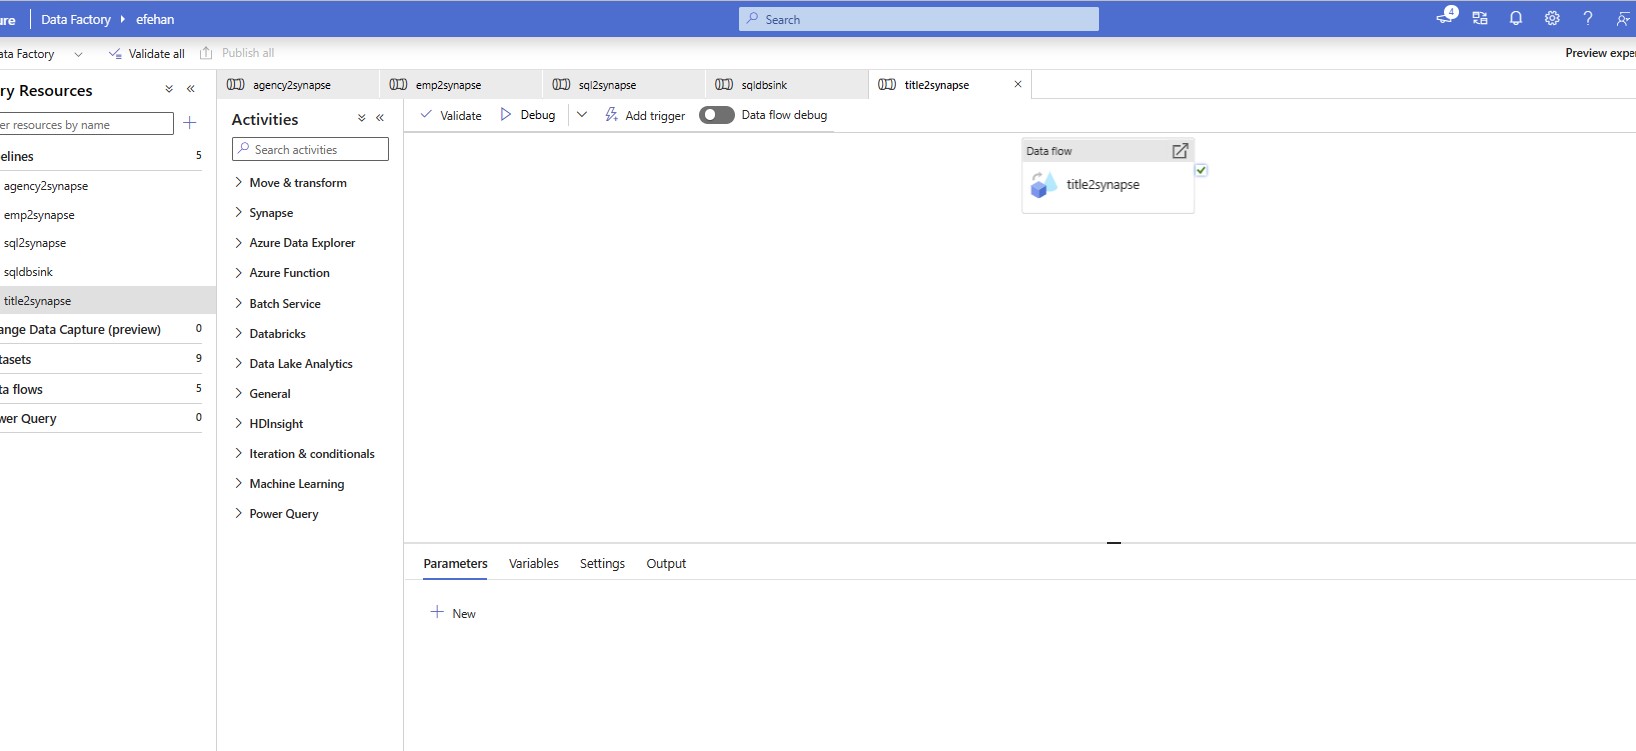 ure Data Factory efehan Search 4
ata Factory Validate all Publish all Preview expe
ry Resources
er resources by name
elines 5
agency2synapse
emp2synapse
sql2synapse
sqldbsink
title2synapse
ange Data Capture (preview) 0
tasets 9
ta flows 5
wer Query 0
agency2synapse emp2synapse sql2synapse sqldbsink title2synapse
Activities
Search activities
Move & transform
Synapse
Azure Data Explorer
Azure Function
Batch Service
Databricks
Data Lake Analytics
General
HDInsight
Iteration & conditionals
Machine Learning
Power Query
Validate Debug Add trigger Data flow debug
Data flow
title2synapse
Parameters Variables Settings Output
New